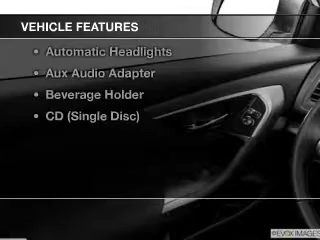 VEHICLE FEATURES
• Automatic Headlights
• Aux Audio Adapter
• Beverage Holder
• CD (Single Disc)
©EVOX IMAGES